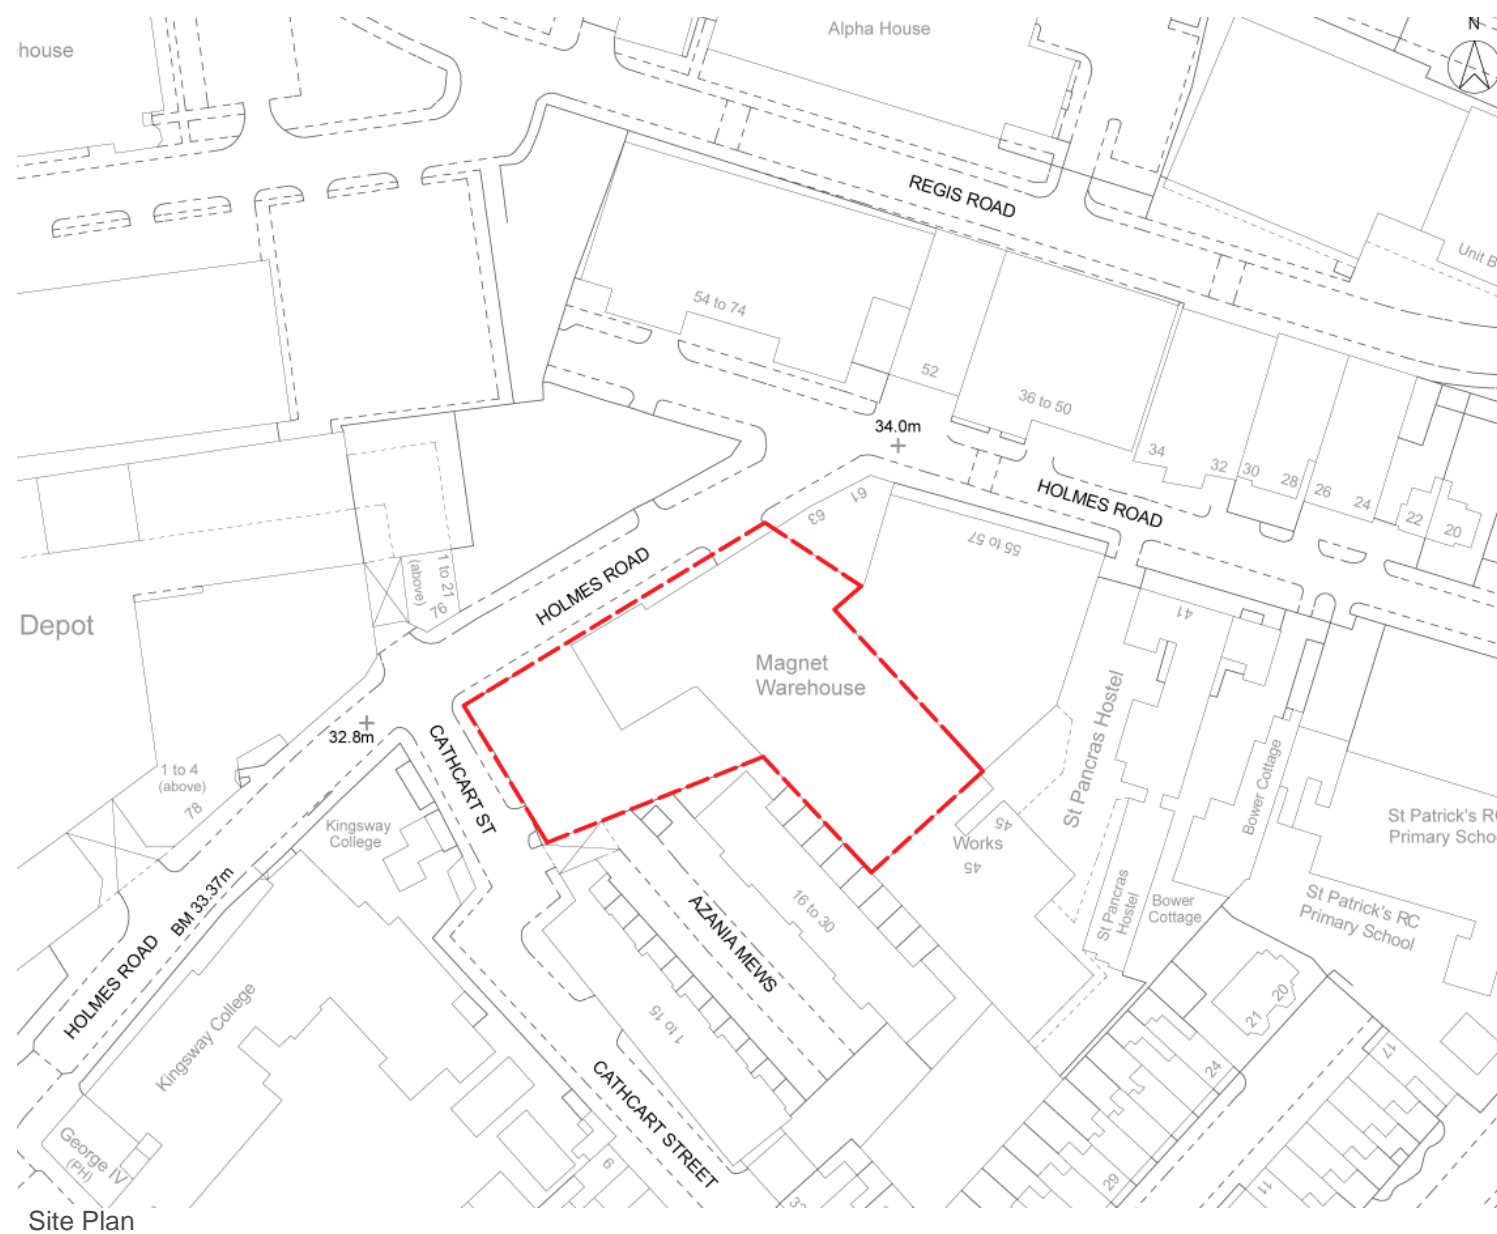 house
Alpha House
N
REGIS ROAD
Unit B
54 to 74
52
36 to 50
34.0m
34
32
30
28
26
24
22
20
HOLMES ROAD
61
63
55 to 57
HOLMES ROAD
1 to 21
(above)
76
Depot
41
Magnet
Warehouse
St Pancras Hostel
32.8m
CATHCART ST
Bower Cottage
1 to 4
(above)
78
Kingsway
College
45
Works
45
St Patrick's R
Primary Scho
BM 33.37m
16 to 30
AZANIA MEWS
St Pancras
Hostel
Bower
Cottage
St Patrick's RC
Primary School
HOLMES ROAD
Kingsway College
1 to 15
21
20
24
17
CATHCART STREET
George IV
(PH)
6
29
11
Site Plan